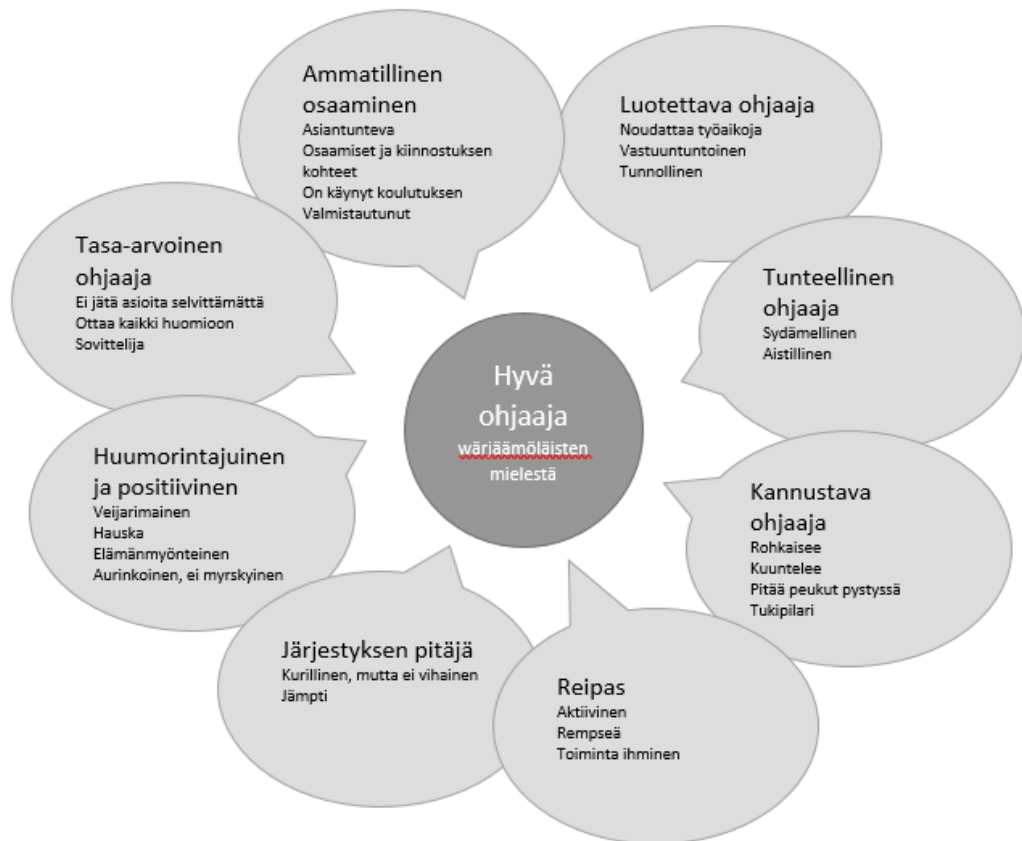 Ammatillinen
osaaminen
Asiantunteva
Osaamiset ja kiinnostuksen
kohteet
On käynyt koulutuksen
Valmistautunut
Luotettava ohjaaja
Noudattaa työaikoja
Vastuuntuntoinen
Tunnollinen
Tasa-arvoinen
ohjaaja
Ei jätä asioita selvittämättä
Ottaa kaikki huomioon
Sovittelija
Tunteellinen
ohjaaja
Sydämellinen
Aistillinen
Hyvä
ohjaaja
wärjäämöläisten
mielestä
Huumorintajuinen
ja positiivinen
Veijarimainen
Hauska
Elämänmyönteinen
Aurinkoinen, ei myrskyinen
Kannustava
ohjaaja
Rohkaisee
Kuuntelee
Pitää peukut pystyssä
Tukipilari
Järjestyksen pitäjä
Kurillinen, mutta ei vihainen
Jämpti
Reipas
Aktiivinen
Rempseä
Toiminta ihminen